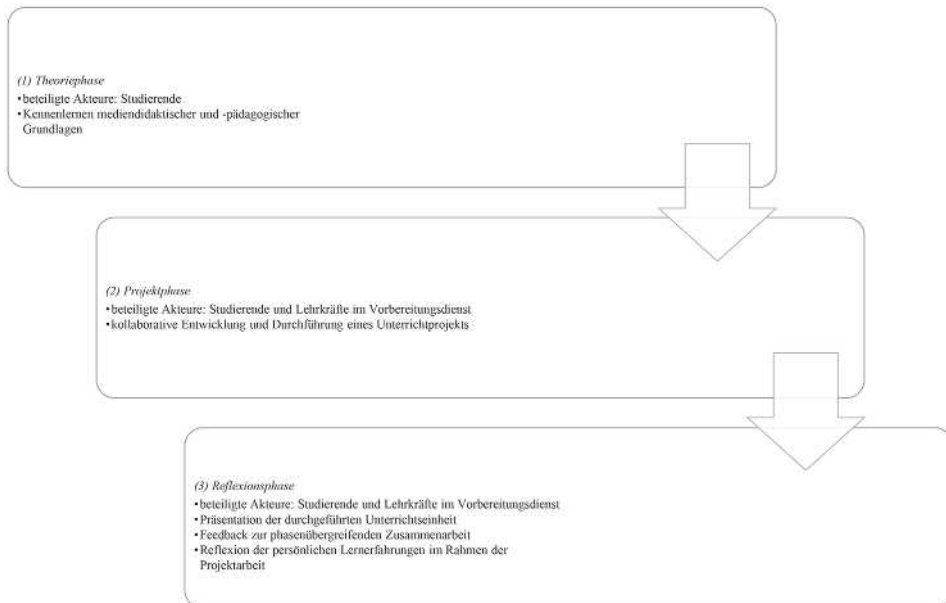 (1) Theoriephase
•beteiligte Akteure: Studierende
•Kennenlernen mediendidaktischer und -pädagogischer
Grundlagen
(2) Projektphase
•beteiligte Akteure: Studierende und Lehrkräfte im Vorbereitungsdienst
•kollaborative Entwicklung und Durchführung eines Unterrichtprojekts
(3) Reflexionsphase
•beteiligte Akteure: Studierende und Lehrkräfte im Vorbereitungsdienst
•Präsentation der durchgeführten Unterrichtseinheit
•Feedback zur phasenübergreifenden Zusammenarbeit
•Reflexion der persönlichen Lernerfahrungen im Rahmen der
Projektarbeit